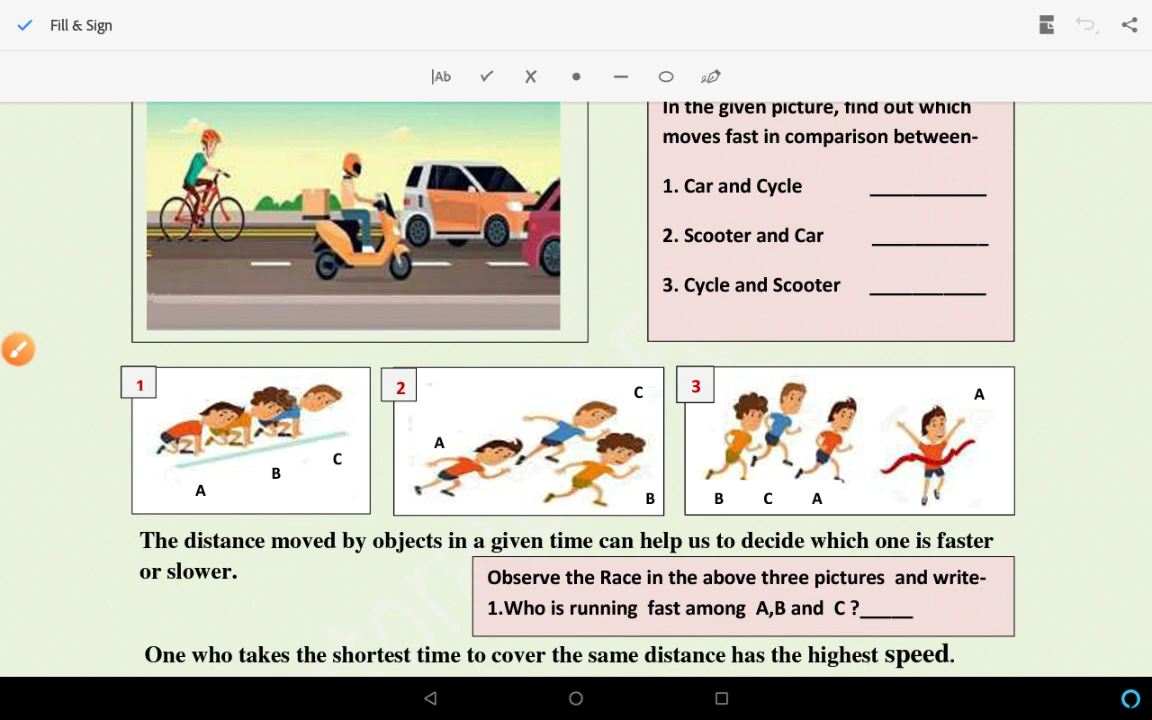 Fill & Sign
|Ab
In the given picture, find out which
moves fast in comparison between-
1. Car and Cycle ___________
2. Scooter and Car ___________
3. Cycle and Scooter ___________
1
A
B
C
2
A
C
B
3
A
B C A
The distance moved by objects in a given time can help us to decide which one is faster
or slower.
Observe the Race in the above three pictures and write-
1.Who is running fast among A,B and C ?_____
One who takes the shortest time to cover the same distance has the highest speed.